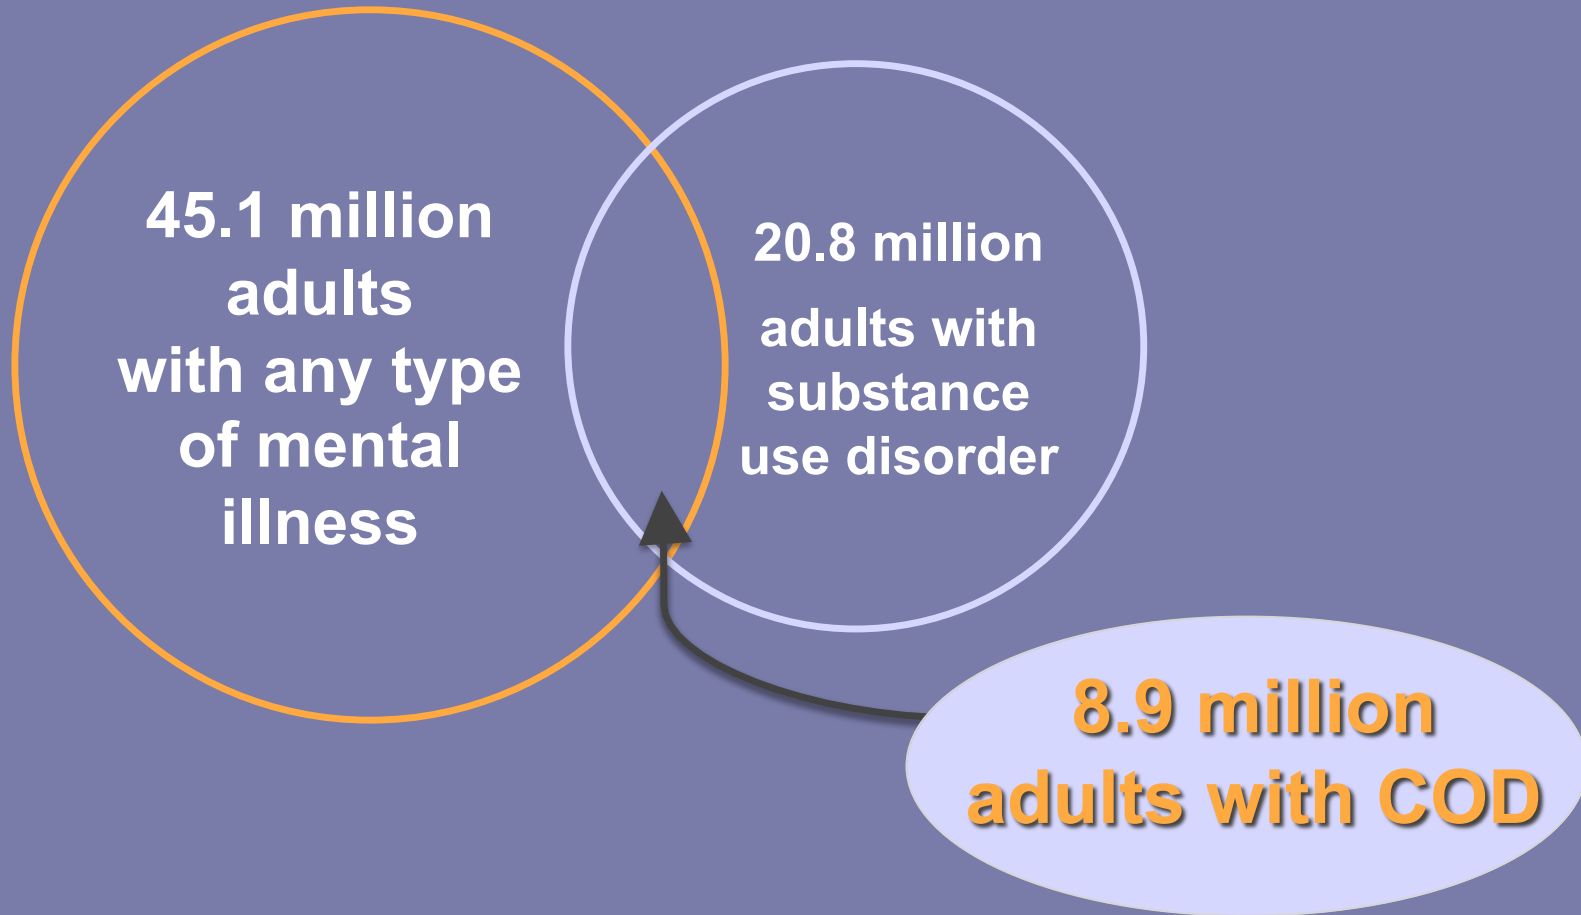 45.1 million
adults
with any type
of mental
illness
20.8 million
adults with
substance
use disorder
8.9 million
adults with COD